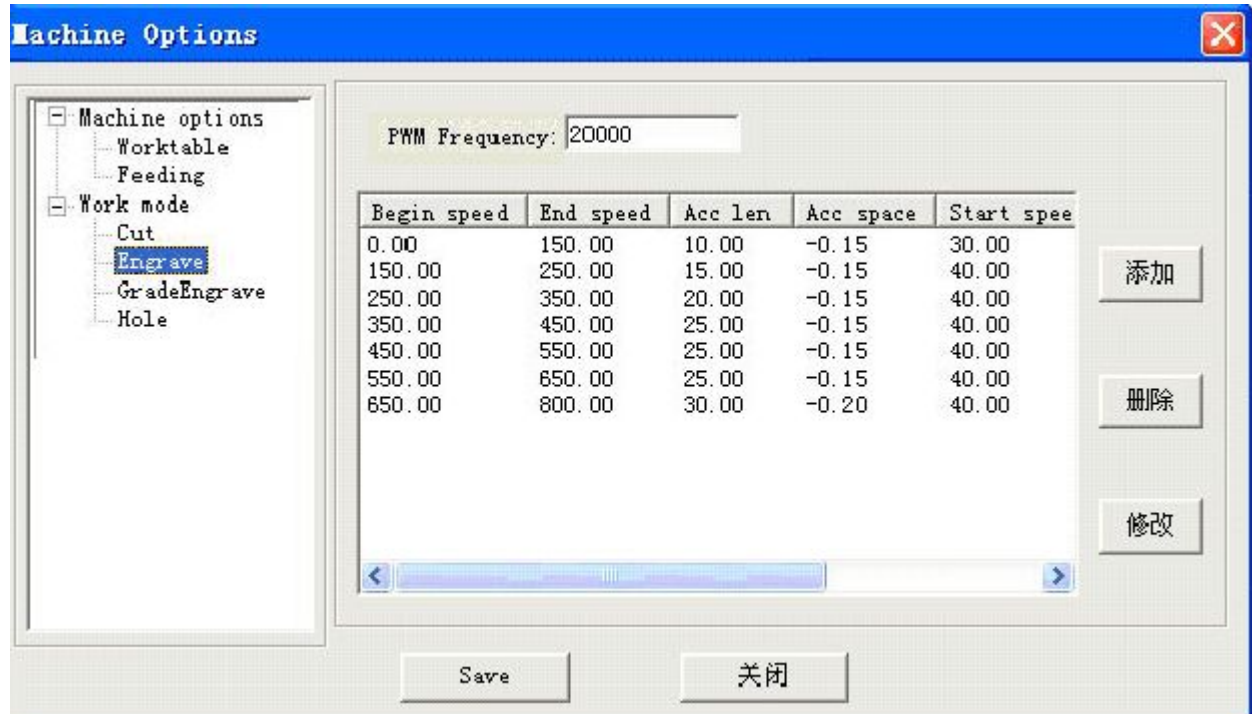 Machine Options
Machine options
Worktable
Feeding
Work mode
Cut
Engrave
GradeEngrave
Hole
PWM Frequency: 20000
Begin speed End speed Acc len Acc space Start spee
0.00 150.00 10.00 -0.15 30.00
150.00 250.00 15.00 -0.15 40.00
250.00 350.00 20.00 -0.15 40.00
350.00 450.00 25.00 -0.15 40.00
450.00 550.00 25.00 -0.15 40.00
550.00 650.00 25.00 -0.15 40.00
650.00 800.00 30.00 -0.20 40.00
添加
删除
修改
Save 关闭